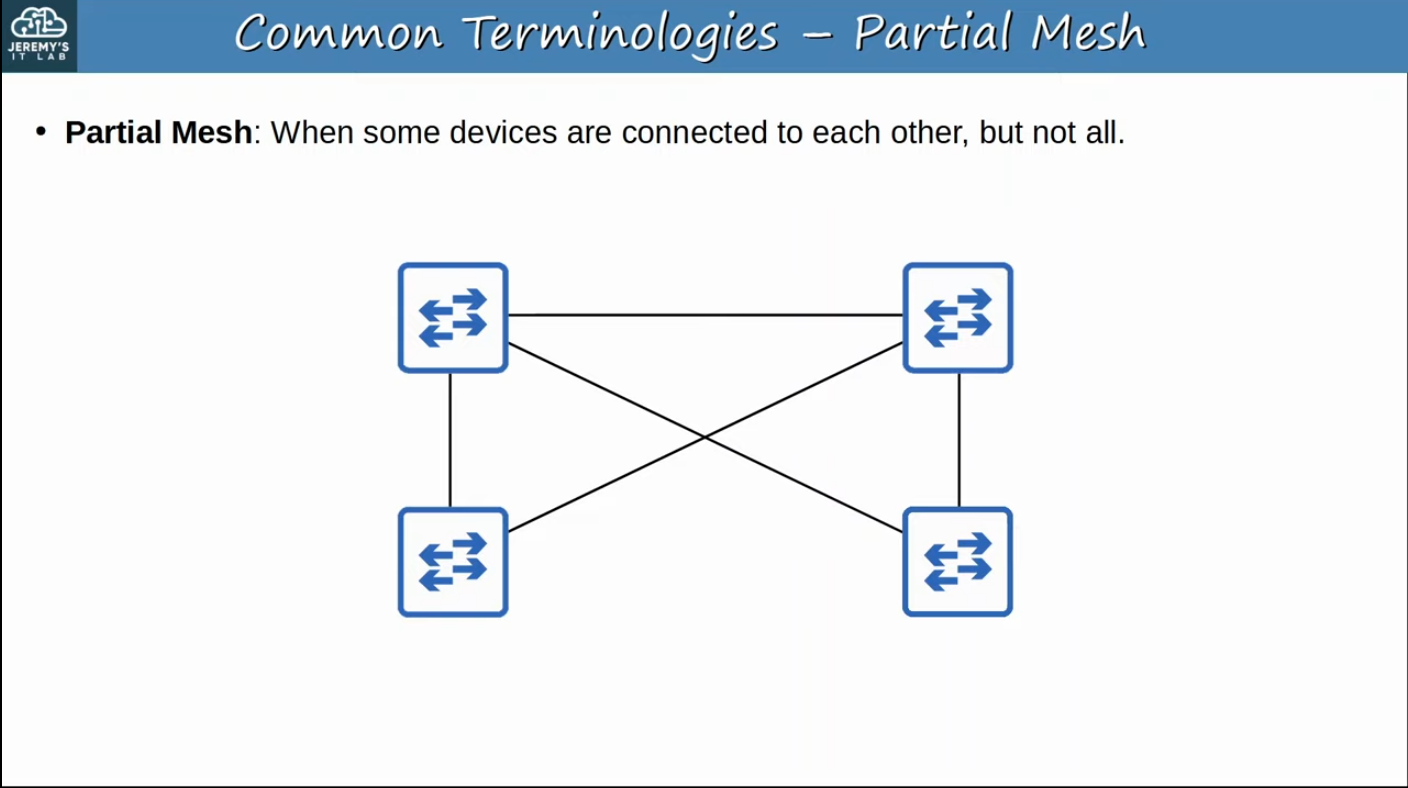 JEREMY'S
IT LAB
Common Terminologies – Partial Mesh
• Partial Mesh: When some devices are connected to each other, but not all.